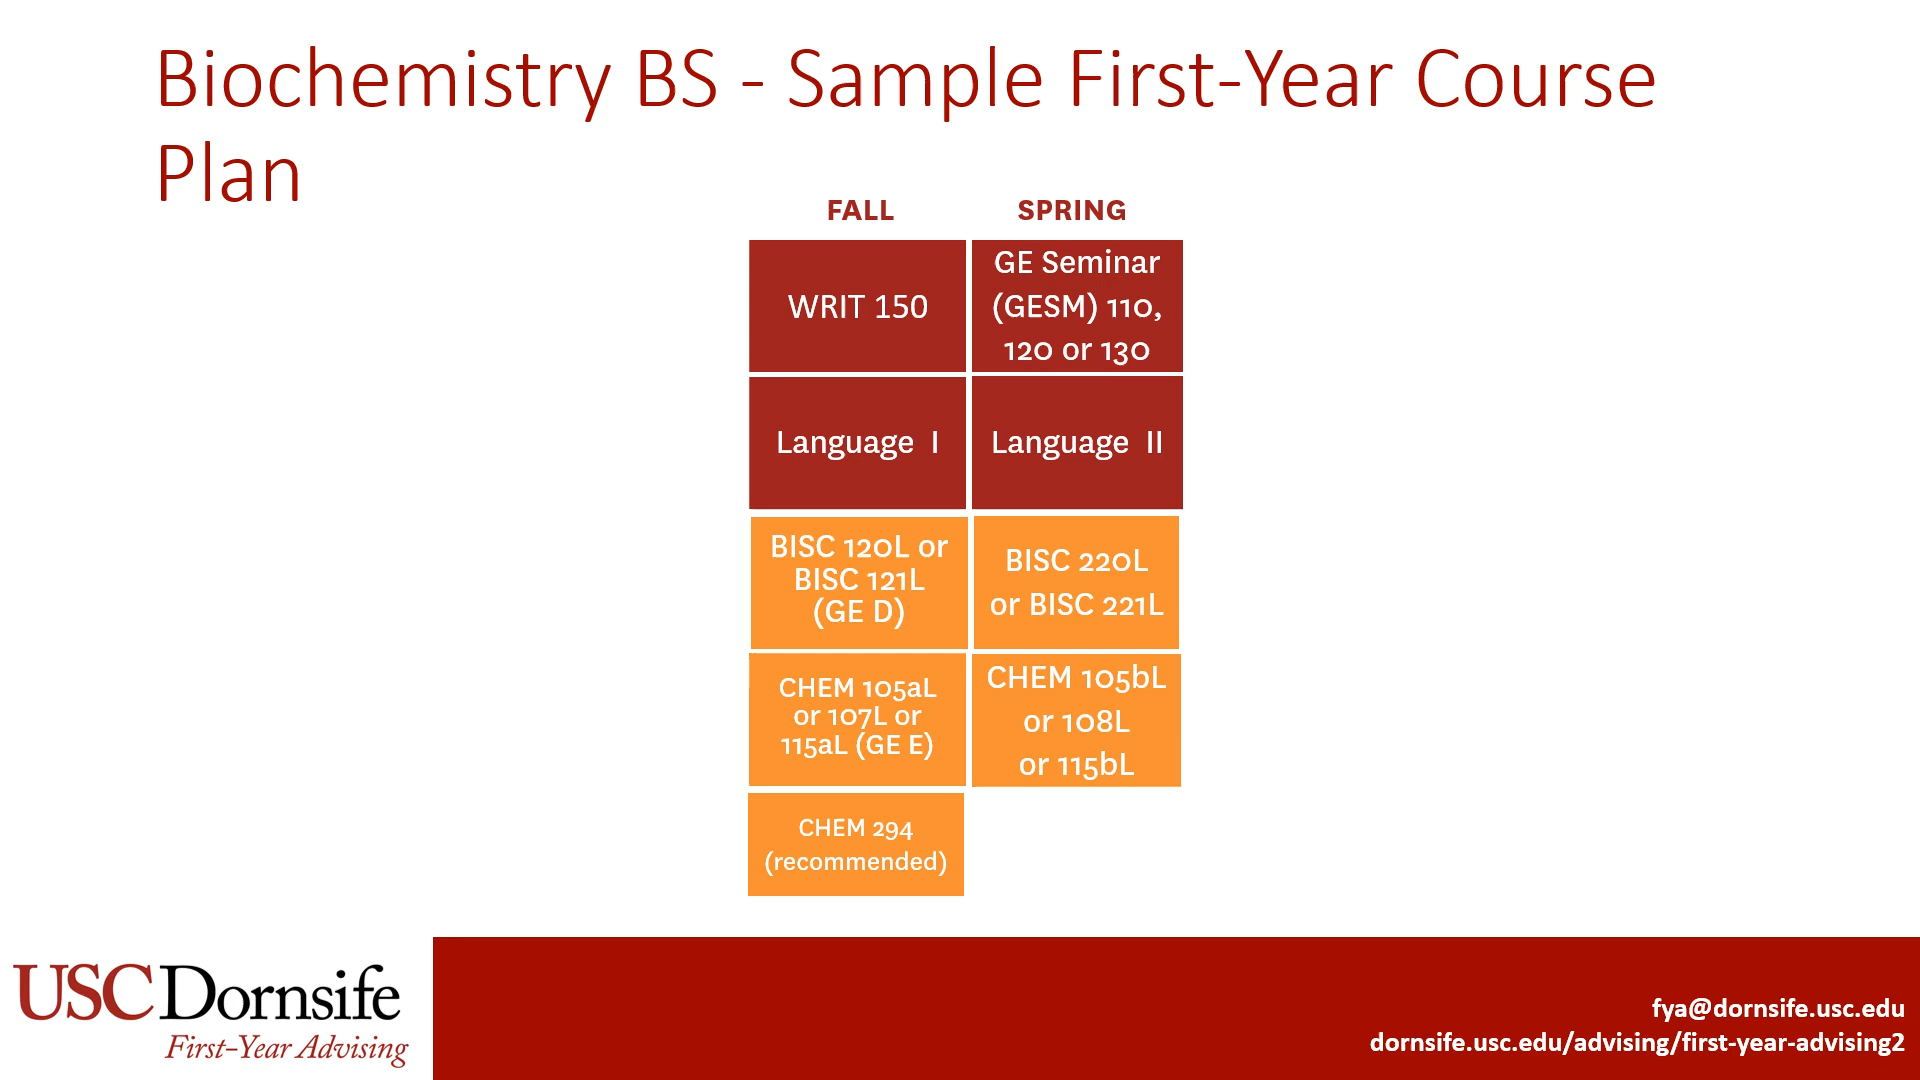 Biochemistry BS - Sample First-Year Course
Plan
FALL
SPRING
WRIT 150
GE Seminar
(GESM) 110,
120 or 130
Language I
Language II
BISC 120L or
BISC 121L
(GE D)
BISC 220L
or BISC 221L
CHEM 105aL
or 107L or
115aL (GE E)
CHEM 105bL
or 108L
or 115bL
CHEM 294
(recommended)
USC Dornsife
First-Year Advising
fya@dornsife.usc.edu
dornsife.usc.edu/advising/first-year-advising2